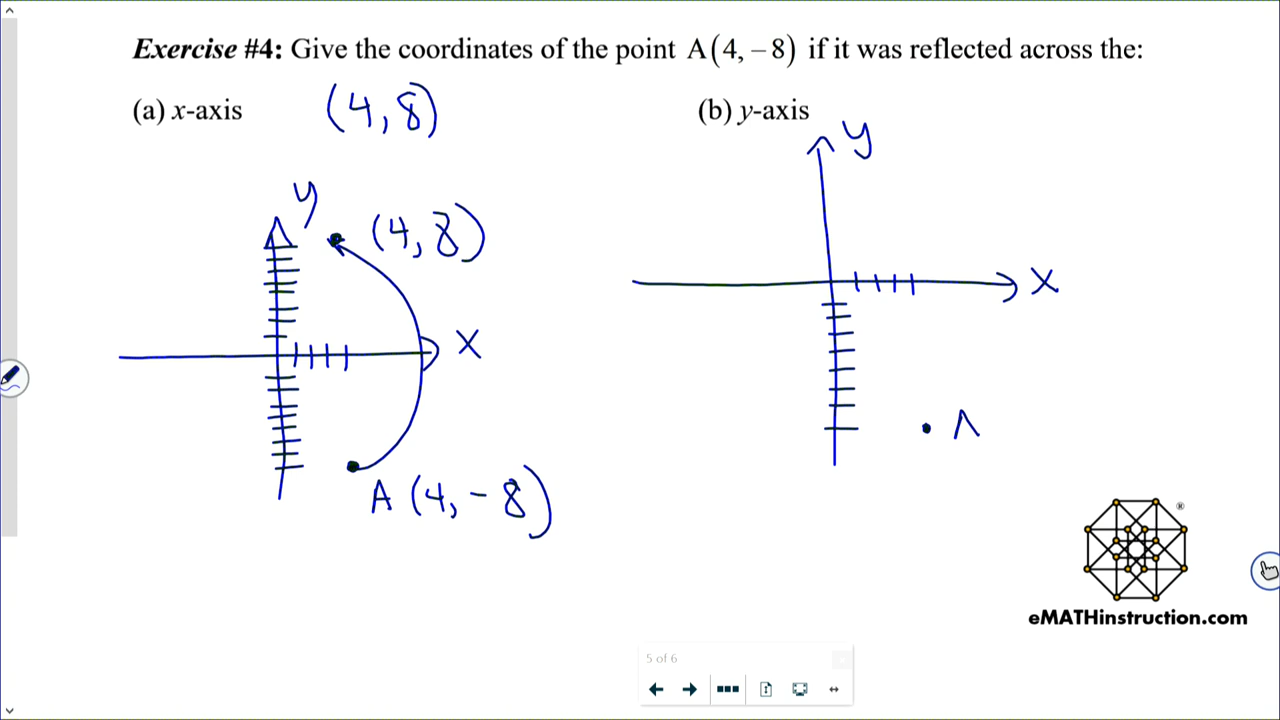 Exercise #4: Give the coordinates of the point A(4, −8) if it was reflected across the:
(a) x-axis (4, 8)
(b) y-axis
y
(4, 8)
x
A (4, - 8)
y
x
eMATHinstruction.com
®
5 of 6